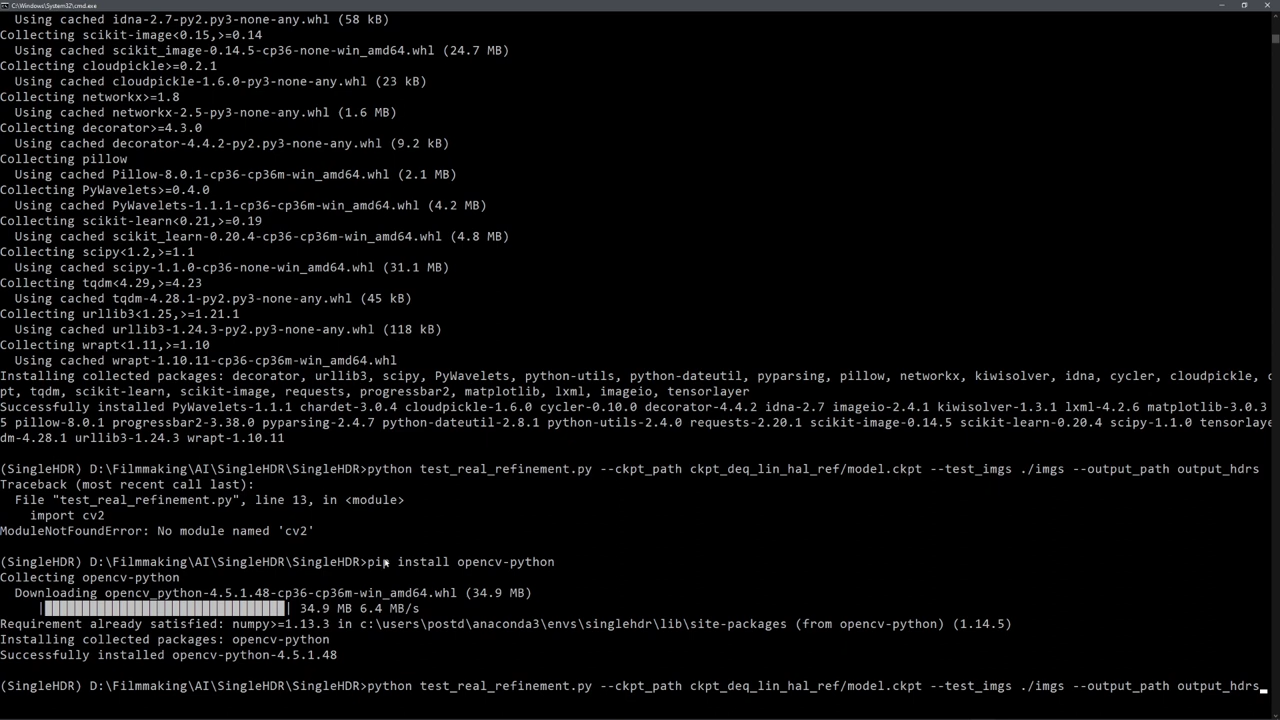 C:\Windows\System32\cmd.exe
Using cached idna-2.7-py2.py3-none-any.whl (58 kB)
Collecting scikit-image<0.15,>=0.14
Using cached scikit_image-0.14.5-cp36-none-win_amd64.whl (24.7 MB)
Collecting cloudpickle>=0.2.1
Using cached cloudpickle-1.6.0-py3-none-any.whl (23 kB)
Collecting networkx>=1.8
Using cached networkx-2.5-py3-none-any.whl (1.6 MB)
Collecting decorator>=4.3.0
Using cached decorator-4.4.2-py2.py3-none-any.whl (9.2 kB)
Collecting pillow
Using cached Pillow-8.0.1-cp36-cp36m-win_amd64.whl (2.1 MB)
Collecting PyWavelets>=0.4.0
Using cached PyWavelets-1.1.1-cp36-cp36m-win_amd64.whl (4.2 MB)
Collecting scikit-learn<0.21,>=0.19
Using cached scikit_learn-0.20.4-cp36-cp36m-win_amd64.whl (4.8 MB)
Collecting scipy<1.2,>=1.1
Using cached scipy-1.1.0-cp36-none-win_amd64.whl (31.1 MB)
Collecting tqdm<4.29,>=4.23
Using cached tqdm-4.28.1-py2.py3-none-any.whl (45 kB)
Collecting urllib3<1.25,>=1.21.1
Using cached urllib3-1.24.3-py2.py3-none-any.whl (118 kB)
Collecting wrapt<1.11,>=1.10
Using cached wrapt-1.10.11-cp36-cp36m-win_amd64.whl
Installing collected packages: decorator, urllib3, scipy, PyWavelets, python-utils, python-dateutil, pyparsing, pillow, networkx, kiwisolver, idna, cycler, cloudpickle, c
pt, tqdm, scikit-learn, scikit-image, requests, progressbar2, matplotlib, lxml, imageio, tensorlayer
Successfully installed PyWavelets-1.1.1 chardet-3.0.4 cloudpickle-1.6.0 cycler-0.10.0 decorator-4.4.2 idna-2.7 imageio-2.4.1 kiwisolver-1.3.1 lxml-4.2.6 matplotlib-3.0.3
5 pillow-8.0.1 progressbar2-3.38.0 pyparsing-2.4.7 python-dateutil-2.8.1 python-utils-2.4.0 requests-2.20.1 scikit-image-0.14.5 scikit-learn-0.20.4 scipy-1.1.0 tensorlaye
dm-4.28.1 urllib3-1.24.3 wrapt-1.10.11
(SingleHDR) D:\Filmmaking\AI\SingleHDR\SingleHDR>python test_real_refinement.py --ckpt_path ckpt_deq_lin_hal_ref/model.ckpt --test_imgs ./imgs --output_path output_hdrs
Traceback (most recent call last):
File "test_real_refinement.py", line 13, in <module>
import cv2
ModuleNotFoundError: No module named 'cv2'
(SingleHDR) D:\Filmmaking\AI\SingleHDR\SingleHDR>pip install opencv-python
Collecting opencv-python
Downloading opencv_python-4.5.1.48-cp36-cp36m-win_amd64.whl (34.9 MB)
| | 34.9 MB 6.4 MB/s
Requirement already satisfied: numpy>=1.13.3 in c:\users\postd\anaconda3\envs\singlehdr\lib\site-packages (from opencv-python) (1.14.5)
Installing collected packages: opencv-python
Successfully installed opencv-python-4.5.1.48
(SingleHDR) D:\Filmmaking\AI\SingleHDR\SingleHDR>python test_real_refinement.py --ckpt_path ckpt_deq_lin_hal_ref/model.ckpt --test_imgs ./imgs --output_path output_hdrs